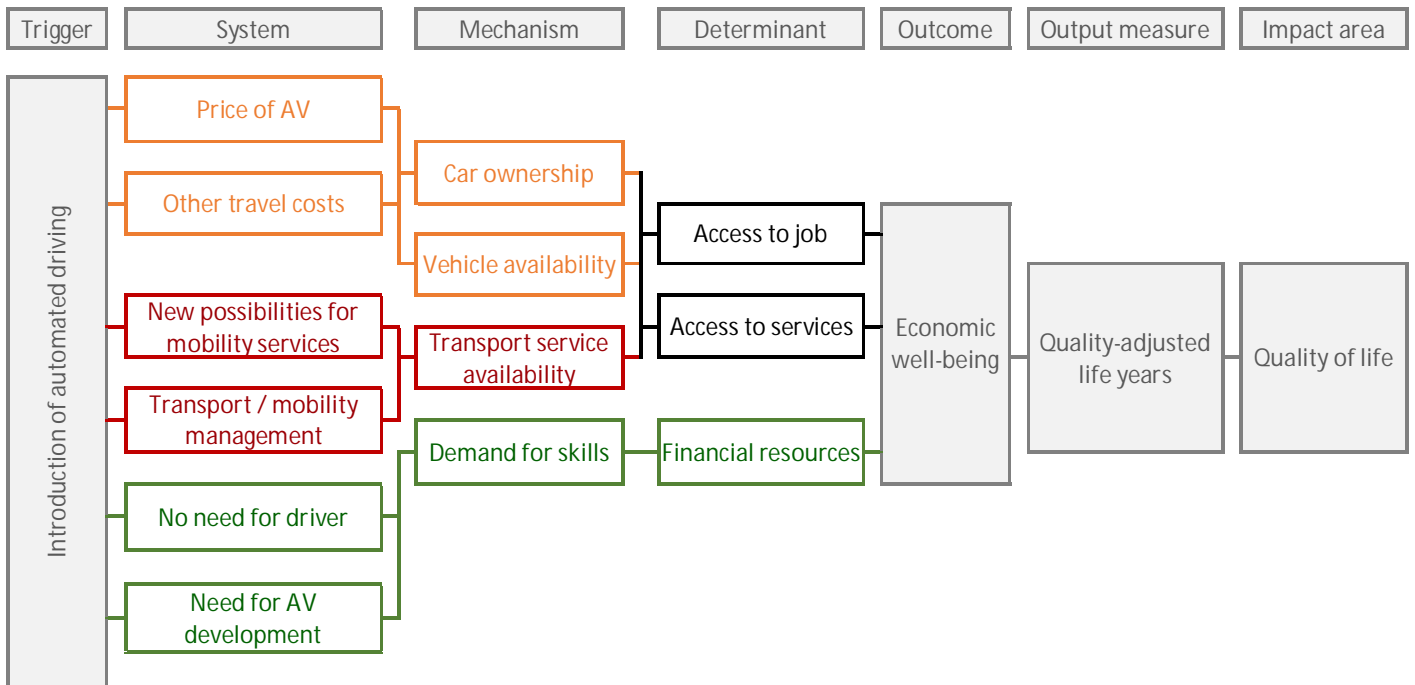 Trigger
System
Mechanism
Determinant
Outcome
Output measure
Impact area
Introduction of automated driving
Price of AV
Other travel costs
New possibilities for
mobility services
Transport / mobility
management
No need for driver
Need for AV
development
Car ownership
Vehicle availability
Transport service
availability
Demand for skills
Access to job
Access to services
Financial resources
Economic
well-being
Quality-adjusted
life years
Quality of life